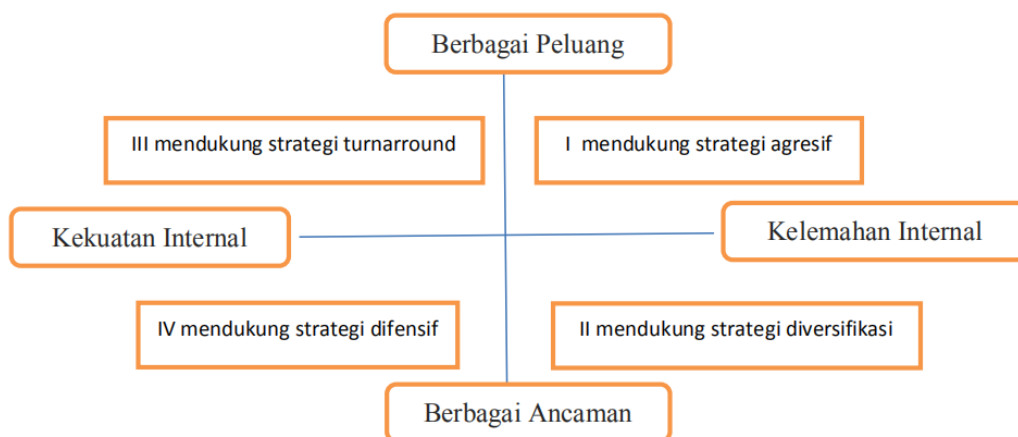 Berbagai Peluang
III mendukung strategi turnarround
I mendukung strategi agresif
Kekuatan Internal
Kelemahan Internal
IV mendukung strategi difensif
II mendukung strategi diversifikasi
Berbagai Ancaman